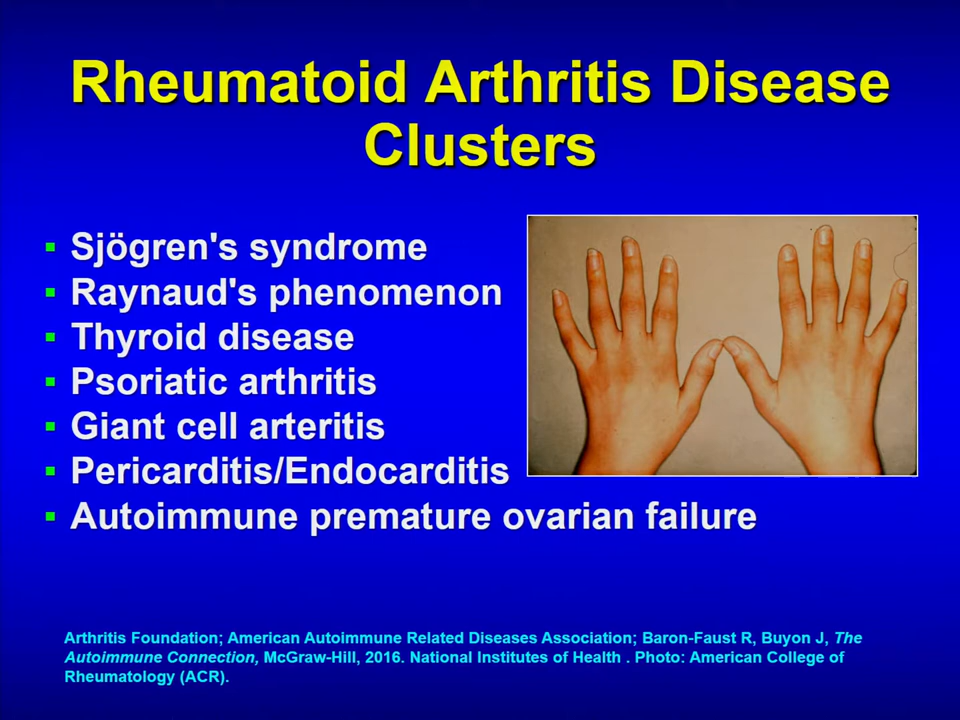 Rheumatoid Arthritis Disease
Clusters
▪ Sjögren's syndrome
▪ Raynaud's phenomenon
▪ Thyroid disease
▪ Psoriatic arthritis
▪ Giant cell arteritis
▪ Pericarditis/Endocarditis
▪ Autoimmune premature ovarian failure
Arthritis Foundation; American Autoimmune Related Diseases Association; Baron-Faust R, Buyon J, The
Autoimmune Connection, McGraw-Hill, 2016. National Institutes of Health . Photo: American College of
Rheumatology (ACR).